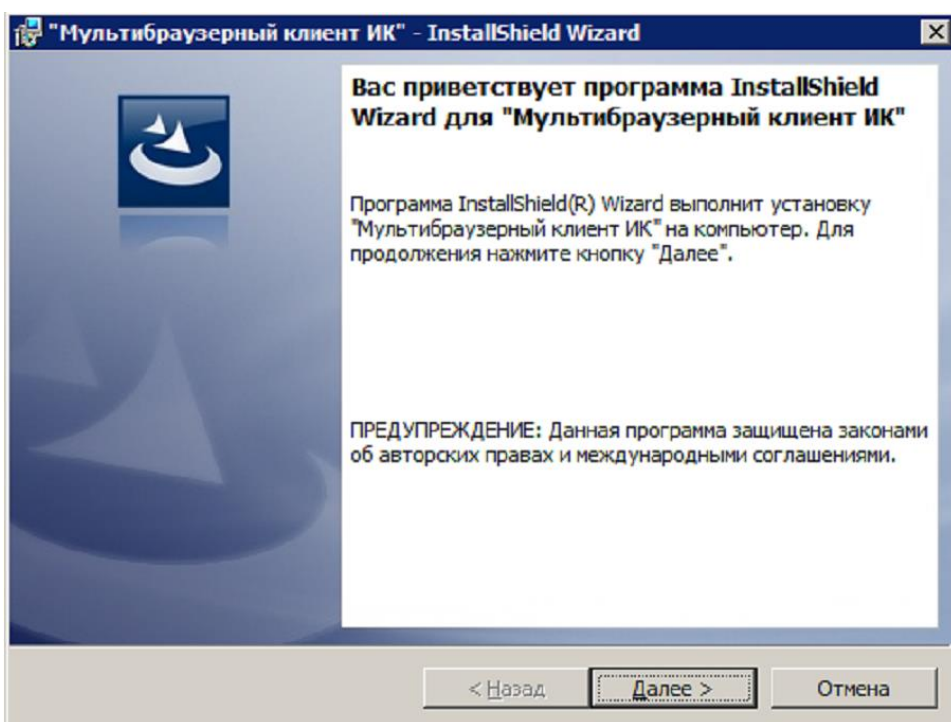 "Мультибраузерный клиент ИК" - InstallShield Wizard
Вас приветствует программа InstallShield
Wizard для "Мультибраузерный клиент ИК"
Программа InstallShield(R) Wizard выполнит установку
"Мультибраузерный клиент ИК" на компьютер. Для
продолжения нажмите кнопку "Далее".
ПРЕДУПРЕЖДЕНИЕ: Данная программа защищена законами
об авторских правах и международными соглашениями.
< Назад Далее > Отмена